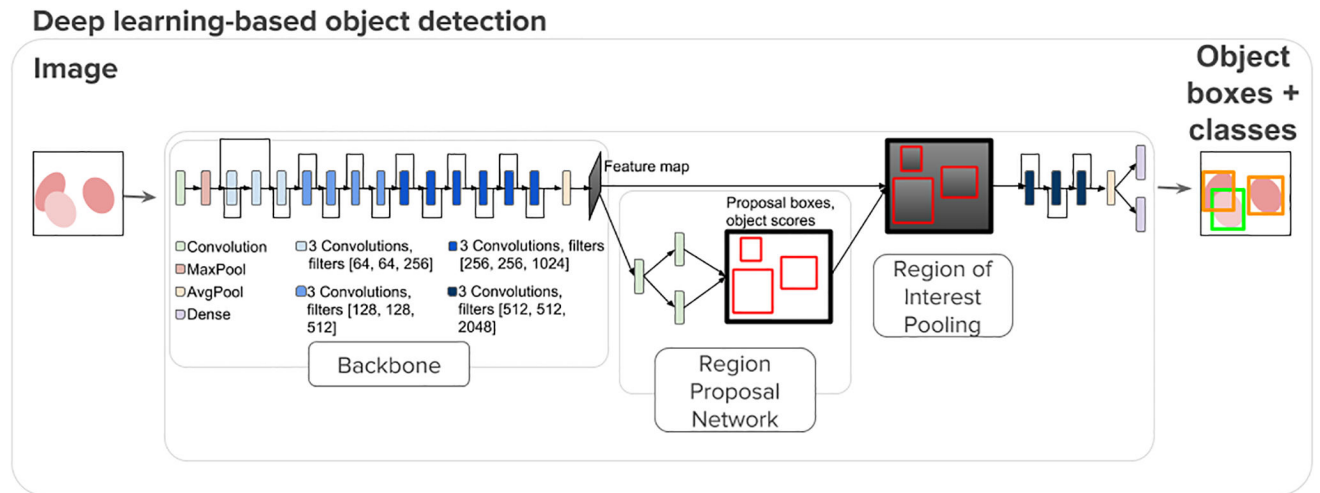 Deep learning-based object detection
Image
Object
boxes +
classes
Feature map
Proposal boxes,
object scores
Convolution
MaxPool
AvgPool
Dense
3 Convolutions,
filters [64, 64, 256]
3 Convolutions,
filters [128, 128,
512]
3 Convolutions, filters
[256, 256, 1024]
3 Convolutions,
filters [512, 512,
2048]
Backbone
Region
Proposal
Network
Region of
Interest
Pooling